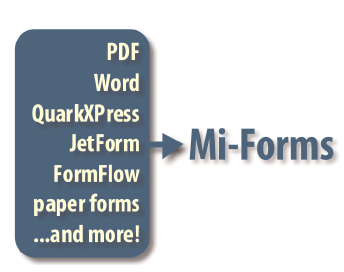 PDF
Word
QuarkXPress
JetForm
FormFlow
paper forms
...and more!
Mi-Forms